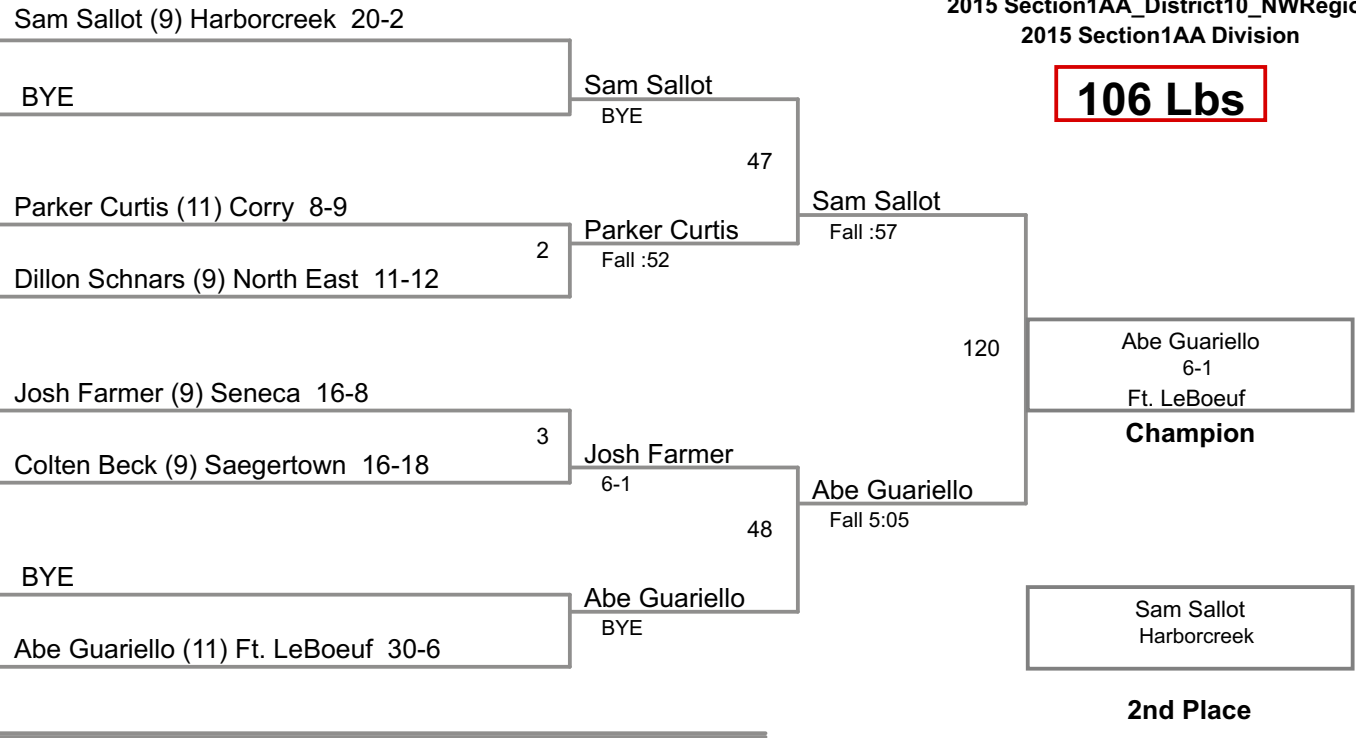 2015 Section1AA_District10_NWRegio
2015 Section1AA Division
106 Lbs
Sam Sallot (9) Harborcreek 20-2
BYE
Sam Sallot
BYE
47
Parker Curtis (11) Corry 8-9
2
Dillon Schnars (9) North East 11-12
Parker Curtis
Fall :52
Sam Sallot
Fall :57
120
Josh Farmer (9) Seneca 16-8
3
Colten Beck (9) Saegertown 16-18
Josh Farmer
6-1
48
BYE
Abe Guariello (11) Ft. LeBoeuf 30-6
Abe Guariello
BYE
Abe Guariello
Fall 5:05
Abe Guariello
6-1
Ft. LeBoeuf
Champion
Sam Sallot
Harborcreek
2nd Place